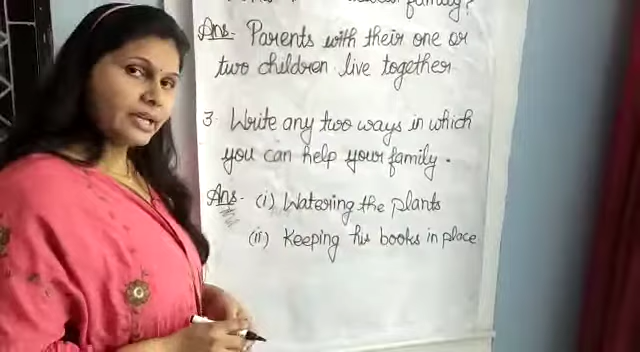 family?
Ans- Parents with their one or
two children live together
3. Write any two ways in which
you can help your family.
Ans- (i) Watering the plants
(ii) Keeping his books in place